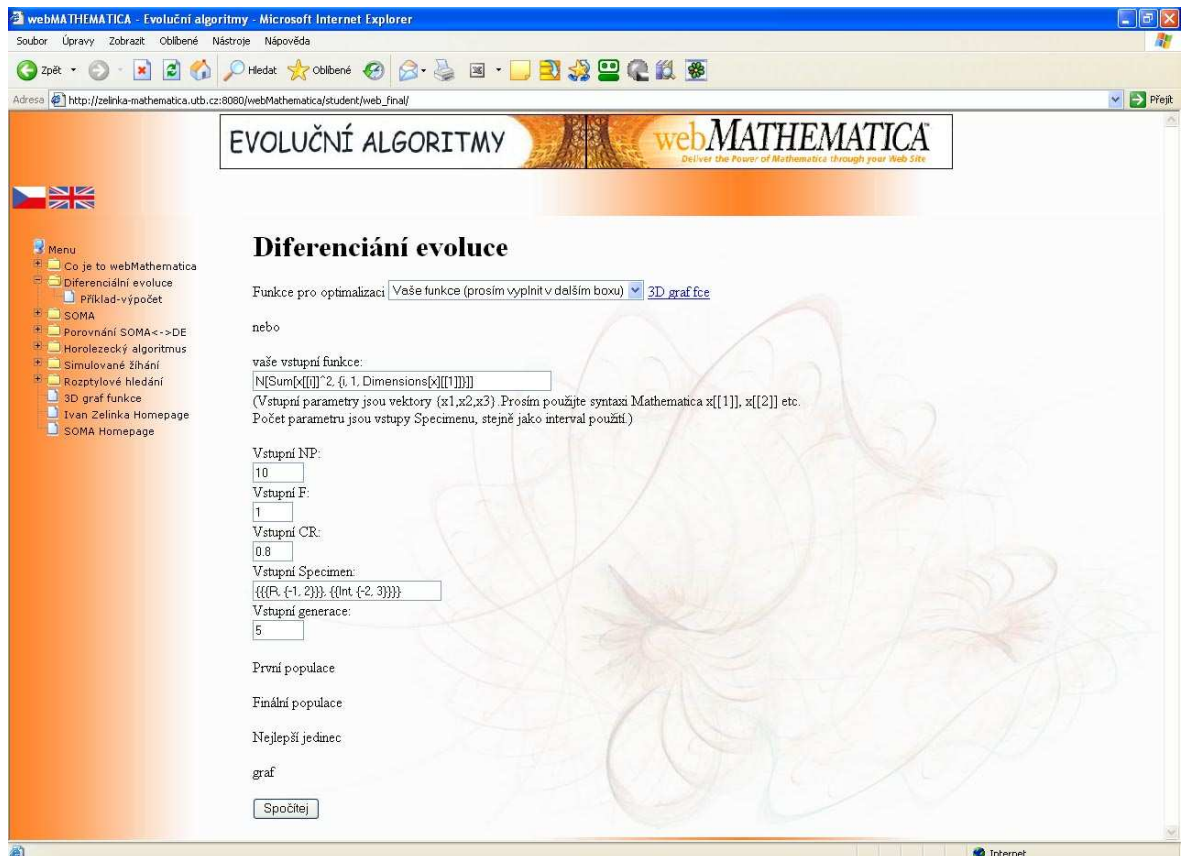 webMATHEMATICA - Evoluční algoritmy - Microsoft Internet Explorer
Soubor Úpravy Zobrazit Oblíbené Nástroje Nápověda
Zpět Hledat Oblíbené
Adresa http://zelinka-mathematica.utb.cz:8080/webMathematica/student/web_final/ Přejít
EVOLUČNÍ ALGORITMY webMATHEMATICA
Deliver the Power of Mathematica through your Web Site
Menu
Co je to webMathematica
Diferenciální evoluce
Příklad-výpočet
SOMA
Porovnání SOMA<->DE
Horolezecký algoritmus
Simulované žíhání
Rozptylové hledání
3D graf funkce
Ivan Zelinka Homepage
SOMA Homepage
Diferenciání evoluce
Funkce pro optimalizaci Vaše funkce (prosím vyplnit v dalším boxu) 3D graf fce
nebo
vaše vstupní funkce:
N[Sum[x[[i]]^2, {i, 1, Dimensions[x][[1]]}]]
(Vstupní parametry jsou vektory {x1,x2,x3}.Prosím použijte syntaxi Mathematica x[[1]], x[[2]] etc.
Počet parametru jsou vstupy Specimenu, stejně jako interval použití.)
Vstupní NP:
10
Vstupní F:
1
Vstupní CR:
0.8
Vstupní Specimen:
{{{R, {-1, 2}}}, {{Int, {-2, 3}}}}
Vstupní generace:
5
První populace
Finální populace
Nejlepší jedinec
graf
Spočítej
Internet